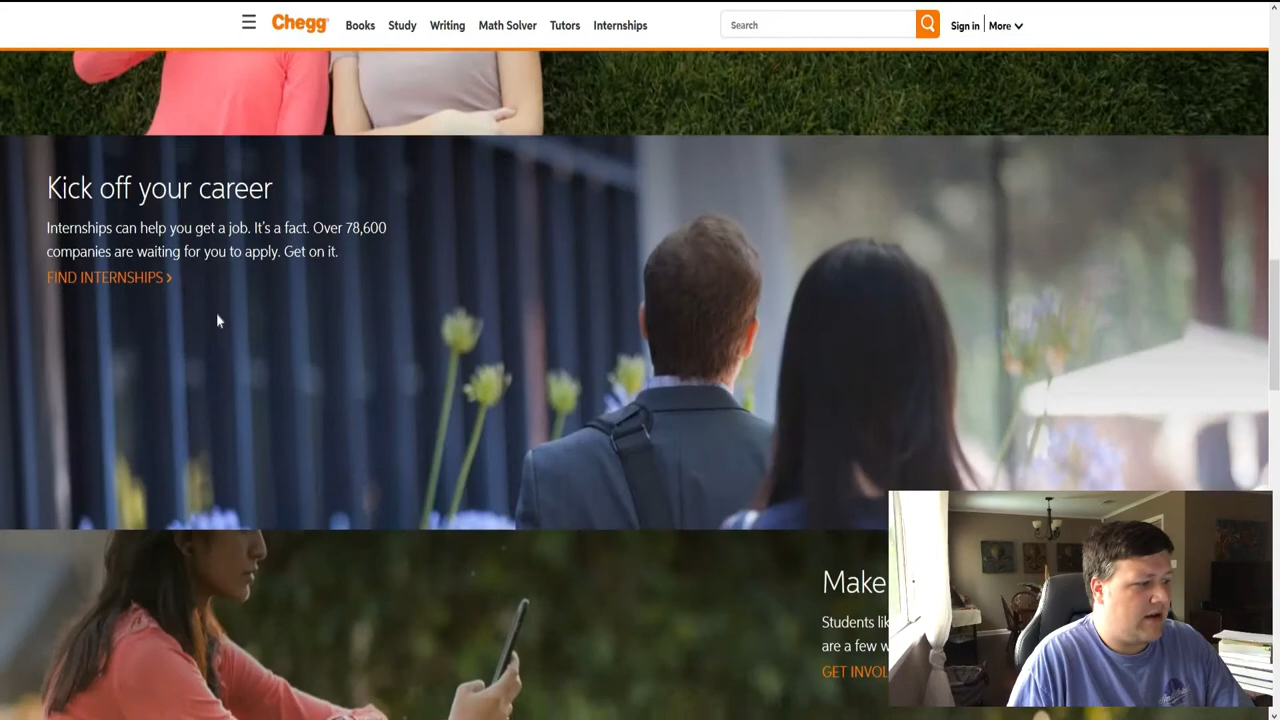 Chegg
Books Study Writing Math Solver Tutors Internships
Search
Sign in More
Kick off your career
Internships can help you get a job. It's a fact. Over 78,600
companies are waiting for you to apply. Get on it.
FIND INTERNSHIPS
Make
Students
are a few
GET